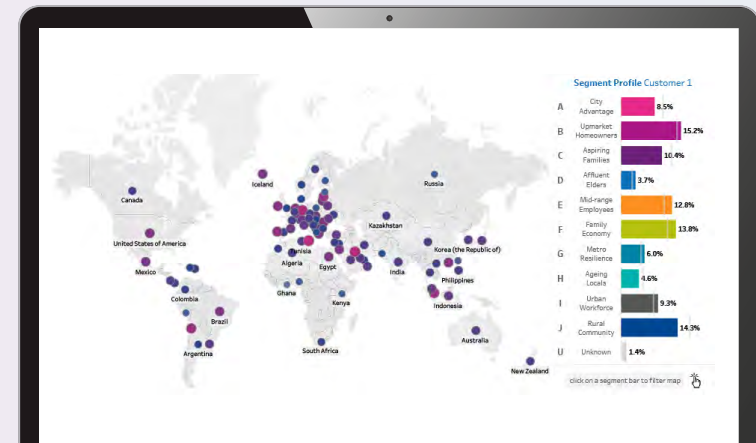 Segment Profile Customer 1
A City Advantage 8.5%
B Upmarket Homeowners 15.2%
C Aspiring Families 10.4%
D Affluent Elders 3.7%
E Mid-range Employees 12.8%
F Family Economy 13.8%
G Metro Resilience 6.0%
H Ageing Locals 4.6%
I Urban Workforce 9.3%
J Rural Community 14.3%
U Unknown 1.4%
click on a segment bar to filter map
Iceland
Russia
Canada
Kazakhstan
United States of America
Tunisia
Korea (the Republic of)
Algeria
Egypt
Mexico
India
Philippines
Colombia
Ghana
Kenya
Indonesia
Brazil
Australia
Argentina
South Africa
New Zealand